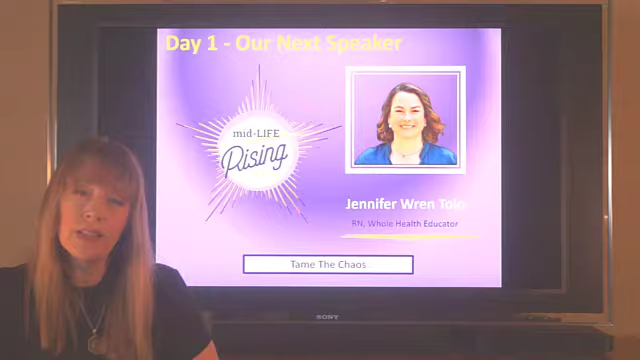 Day 1 - Our Next Speaker
mid-LIFE
Rising
Jennifer Wren Tolo
RN, Whole Health Educator
Tame The Chaos
SONY